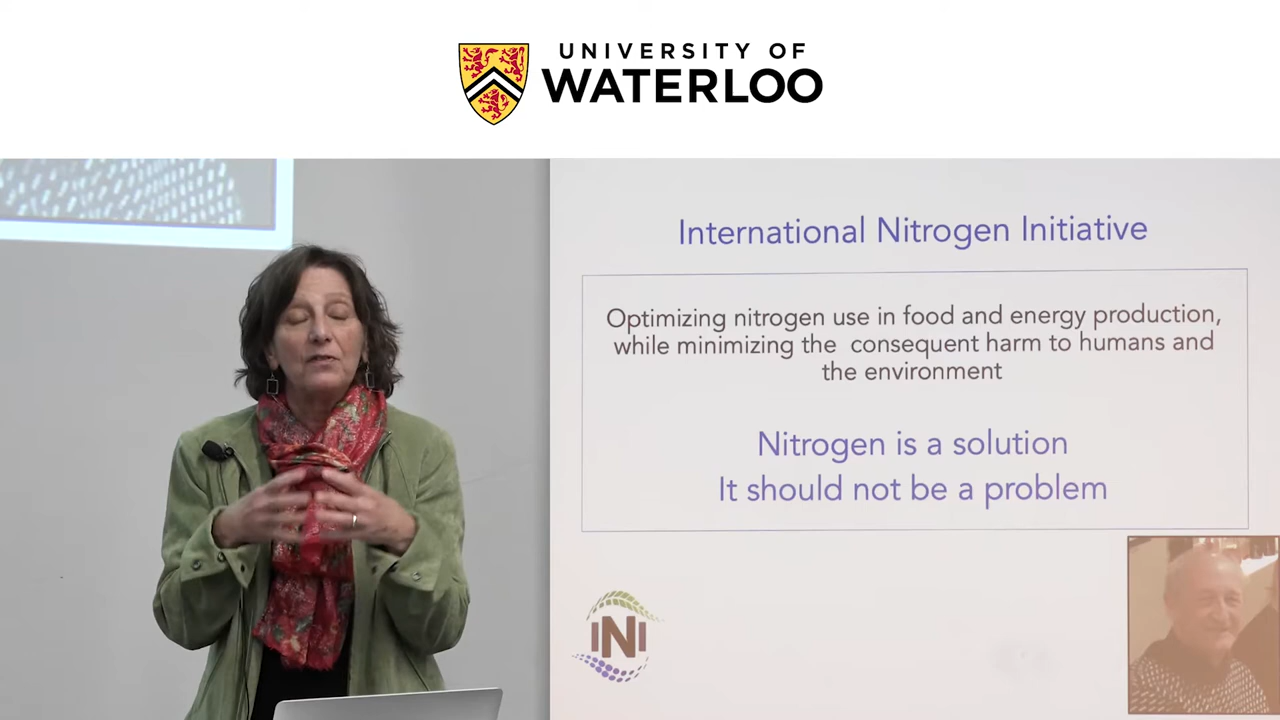 UNIVERSITY OF
WATERLOO
International Nitrogen Initiative
Optimizing nitrogen use in food and energy production,
while minimizing the consequent harm to humans and
the environment
Nitrogen is a solution
It should not be a problem
INI